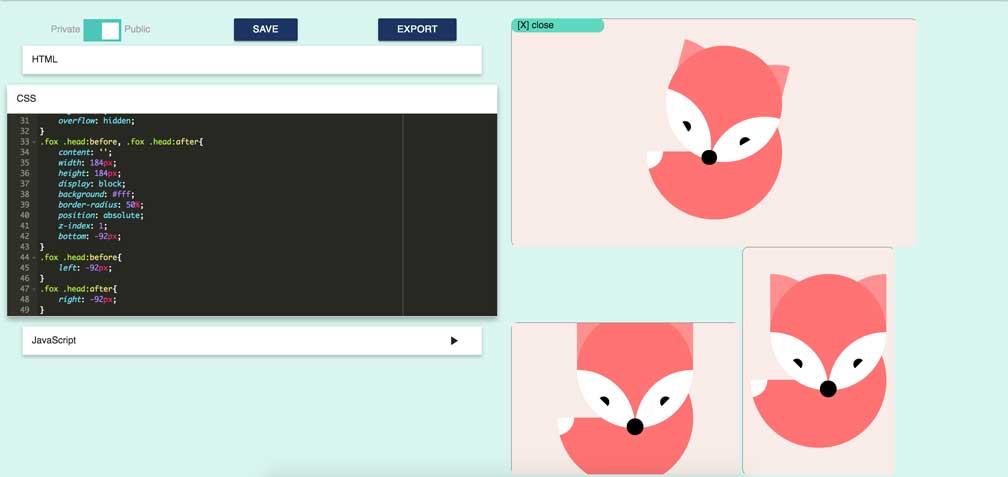 Private Public SAVE EXPORT
HTML
CSS
31 overflow: hidden;
32 }
33 .fox .head:before, .fox .head:after{
34 content: '';
35 width: 184px;
36 height: 184px;
37 display: block;
38 background: #fff;
39 border-radius: 50%;
40 position: absolute;
41 z-index: 1;
42 bottom: -92px;
43 }
44 .fox .head:before{
45 left: -92px;
46 }
47 .fox .head:after{
48 right: -92px;
49 }
JavaScript
[X] close